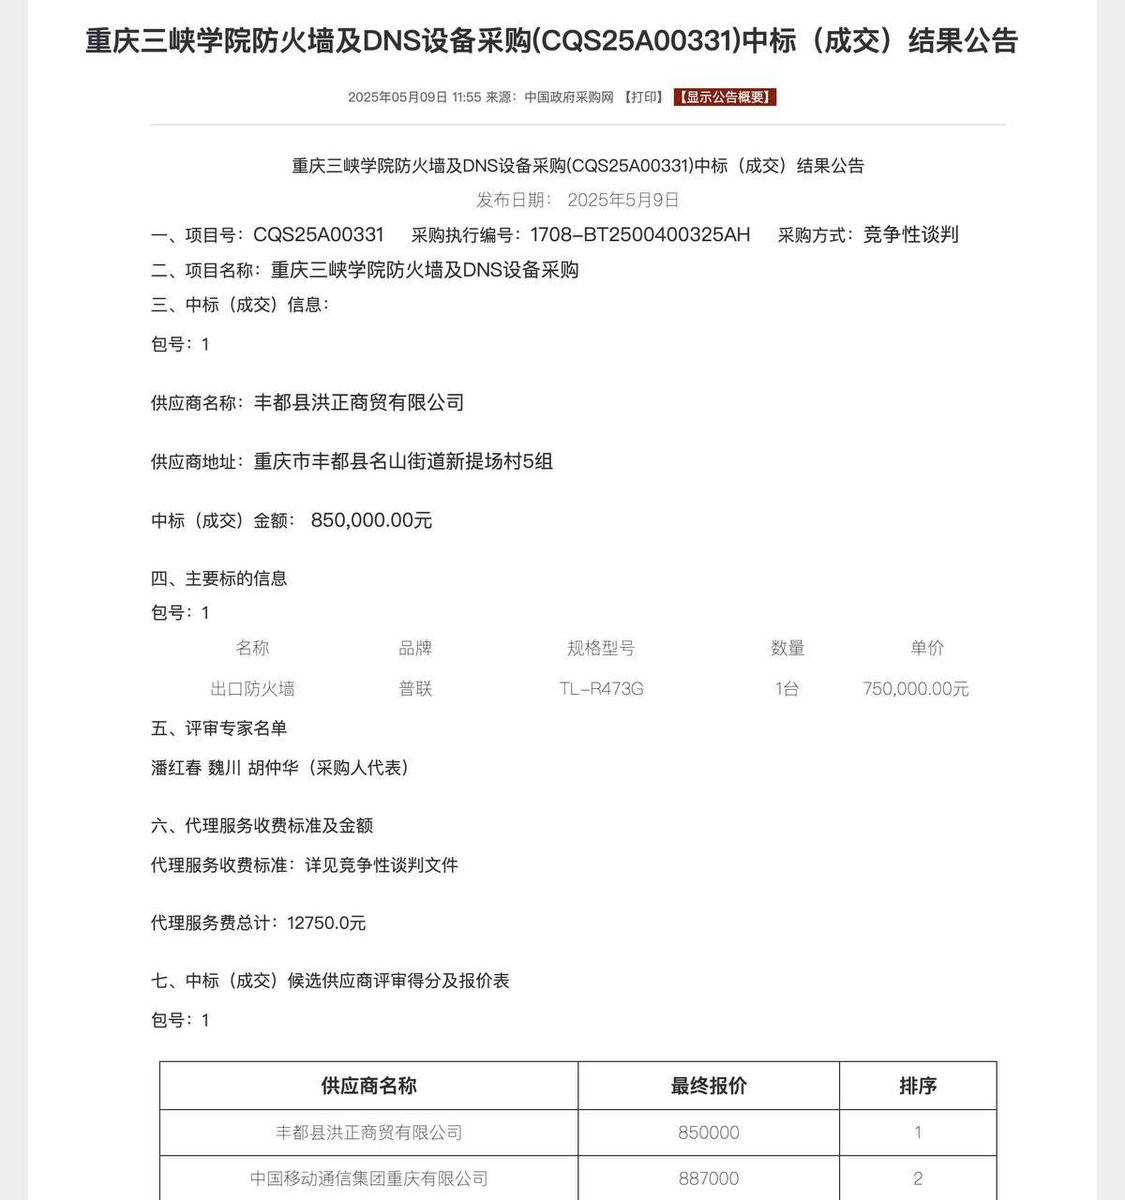 重庆三峡学院防火墙及DNS设备采购(CQS25A00331)中标（成交）结果公告
2025年05月09日 11:55 来源：中国政府采购网 【打印】 【显示公告概要】
重庆三峡学院防火墙及DNS设备采购(CQS25A00331)中标（成交）结果公告
发布日期： 2025年5月9日
一、项目号：CQS25A00331 采购执行编号：1708-BT2500400325AH 采购方式：竞争性谈判
二、项目名称：重庆三峡学院防火墙及DNS设备采购
三、中标（成交）信息：
包号：1
供应商名称：丰都县洪正商贸有限公司
供应商地址：重庆市丰都县名山街道新提场村5组
中标（成交）金额： 850,000.00元
四、主要标的信息
包号：1
名称 品牌 规格型号 数量 单价
出口防火墙 普联 TL-R473G 1台 750,000.00元
五、评审专家名单
潘红春 魏川 胡仲华（采购人代表）
六、代理服务收费标准及金额
代理服务收费标准：详见竞争性谈判文件
代理服务费总计：12750.0元
七、中标（成交）候选供应商评审得分及报价表
包号：1
供应商名称 最终报价 排序
丰都县洪正商贸有限公司 850000 1
中国移动通信集团重庆有限公司 887000 2